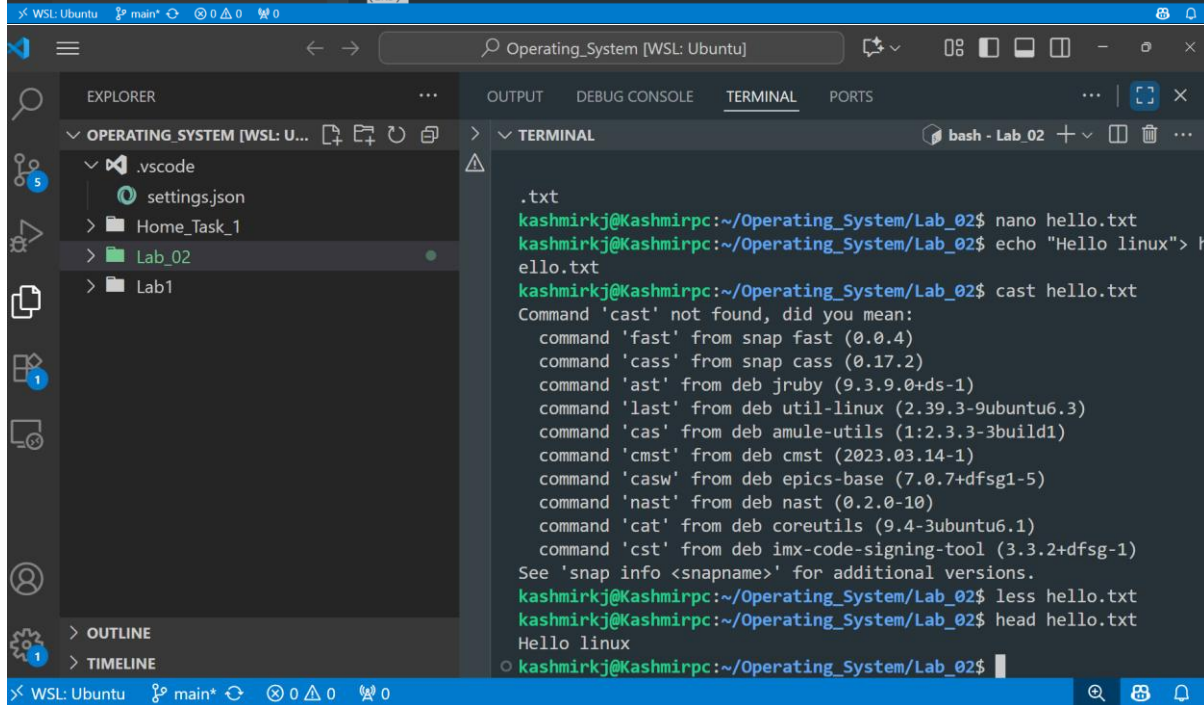 WSL: Ubuntu main* 0 0 0
Operating_System [WSL: Ubuntu]
EXPLORER
OPERATING_SYSTEM [WSL: U...
.vscode
settings.json
Home_Task_1
Lab_02
Lab1
OUTLINE
TIMELINE
5
1
1
OUTPUT DEBUG CONSOLE TERMINAL PORTS
TERMINAL bash - Lab_02
.txt
kashmirkj@Kashmirpc:~/Operating_System/Lab_02$ nano hello.txt
kashmirkj@Kashmirpc:~/Operating_System/Lab_02$ echo "Hello linux"> h
ello.txt
kashmirkj@Kashmirpc:~/Operating_System/Lab_02$ cast hello.txt
Command 'cast' not found, did you mean:
  command 'fast' from snap fast (0.0.4)
  command 'cass' from snap cass (0.17.2)
  command 'ast' from deb jruby (9.3.9.0+ds-1)
  command 'last' from deb util-linux (2.39.3-9ubuntu6.3)
  command 'cas' from deb amule-utils (1:2.3.3-3build1)
  command 'cmst' from deb cmst (2023.03.14-1)
  command 'casw' from deb epics-base (7.0.7+dfsg1-5)
  command 'nast' from deb nast (0.2.0-10)
  command 'cat' from deb coreutils (9.4-3ubuntu6.1)
  command 'cst' from deb imx-code-signing-tool (3.3.2+dfsg-1)
See 'snap info <snapname>' for additional versions.
kashmirkj@Kashmirpc:~/Operating_System/Lab_02$ less hello.txt
kashmirkj@Kashmirpc:~/Operating_System/Lab_02$ head hello.txt
Hello linux
kashmirkj@Kashmirpc:~/Operating_System/Lab_02$
WSL: Ubuntu main* 0 0 0